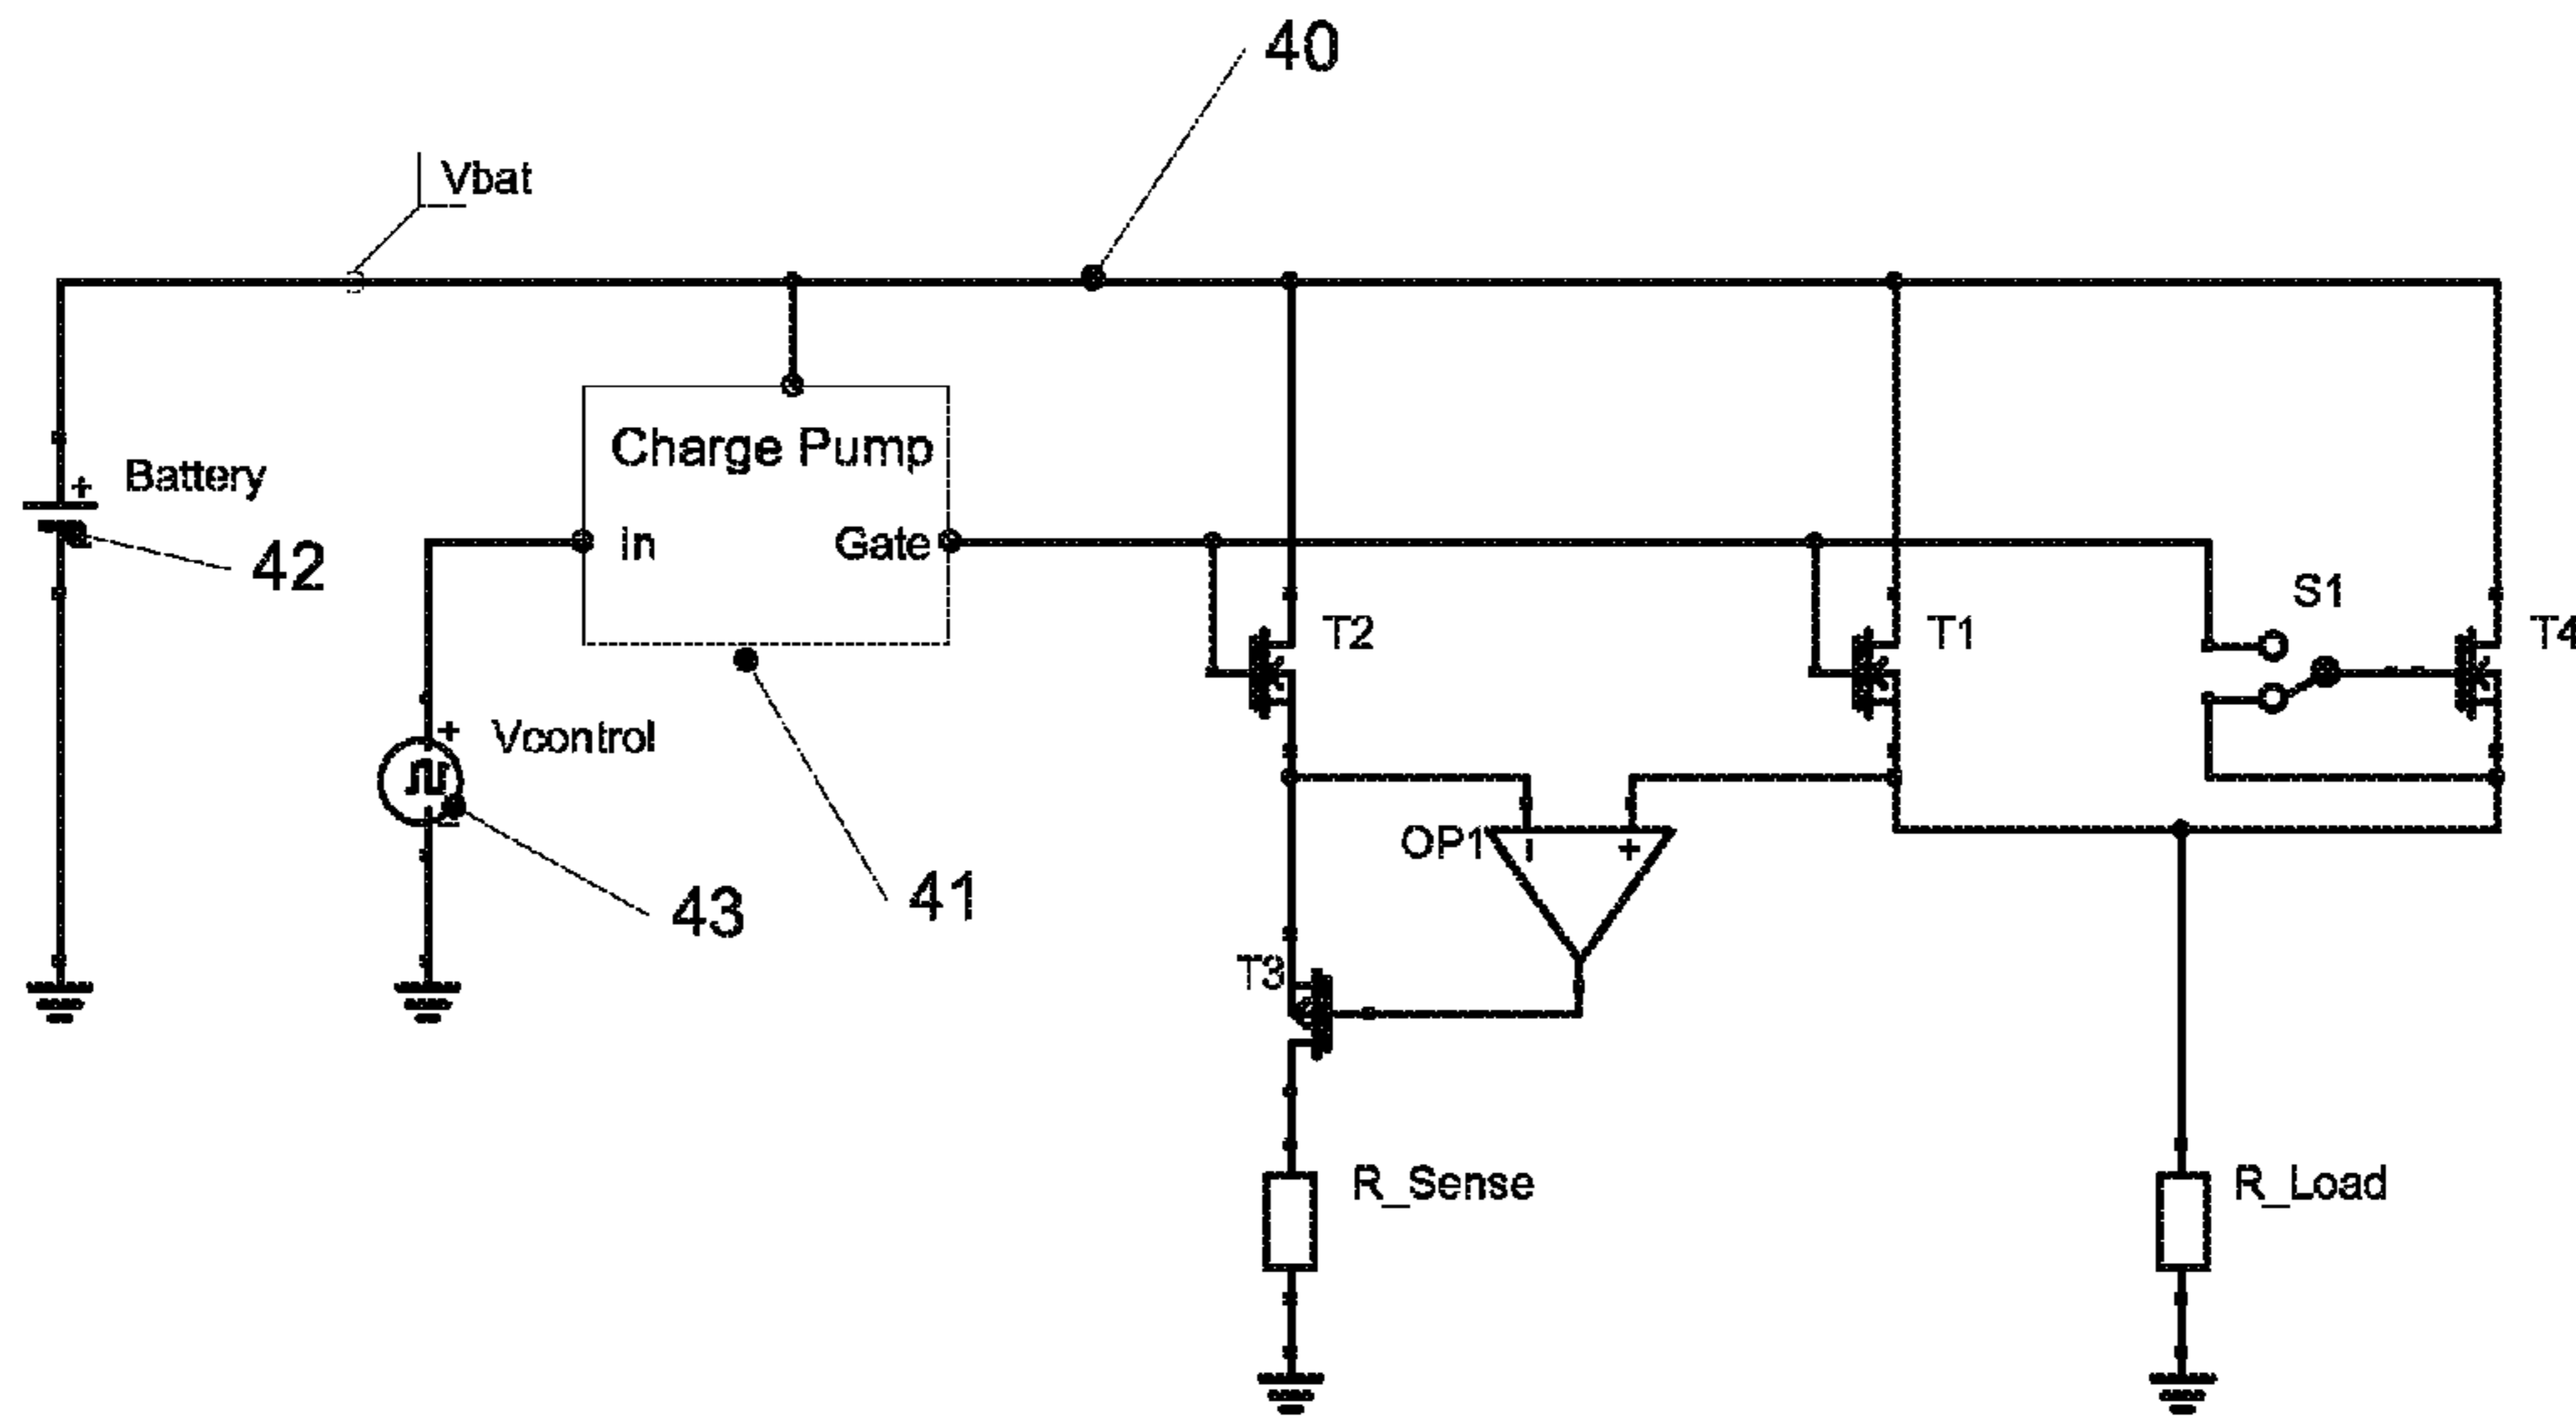 40
Vbat
Charge Pump
+ Battery
in
Gate
42
S1
T2
T1
T4
+ Vcontrol
OP1
- +
43
41
T3
R_Sense
R_Load